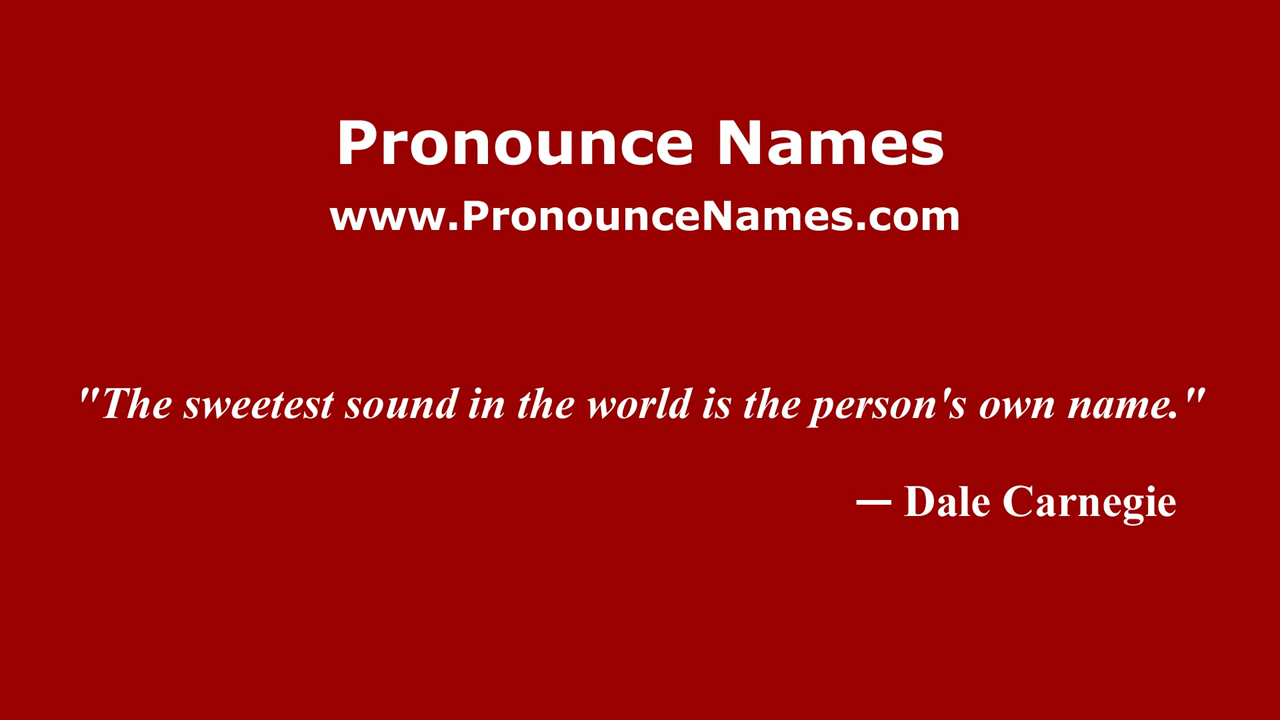 Pronounce Names
www.PronounceNames.com
"The sweetest sound in the world is the person's own name."
— Dale Carnegie